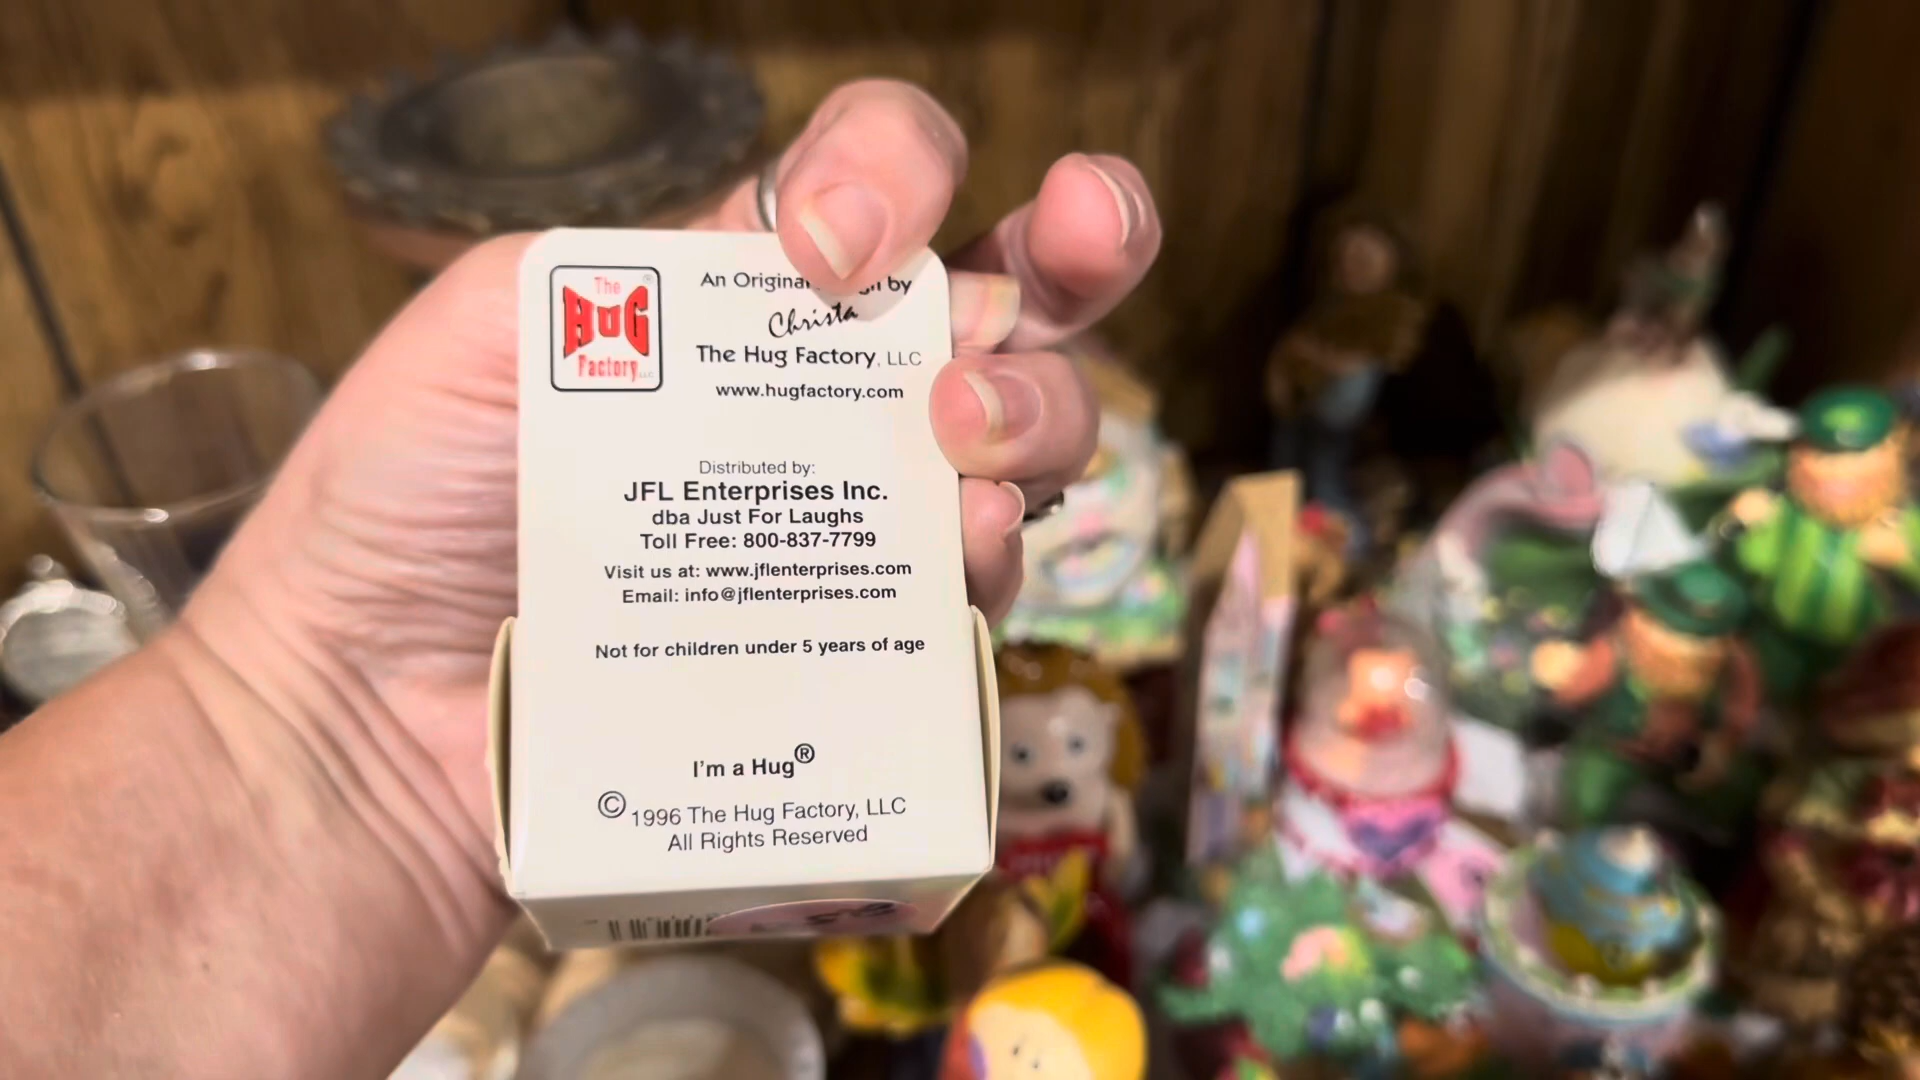 The
HUG
Factory LLC
®
An Original by
Christa
The Hug Factory, LLC
www.hugfactory.com
Distributed by:
JFL Enterprises Inc.
dba Just For Laughs
Toll Free: 800-837-7799
Visit us at: www.jflenterprises.com
Email: info@jflenterprises.com
Not for children under 5 years of age
I'm a Hug®
© 1996 The Hug Factory, LLC
All Rights Reserved